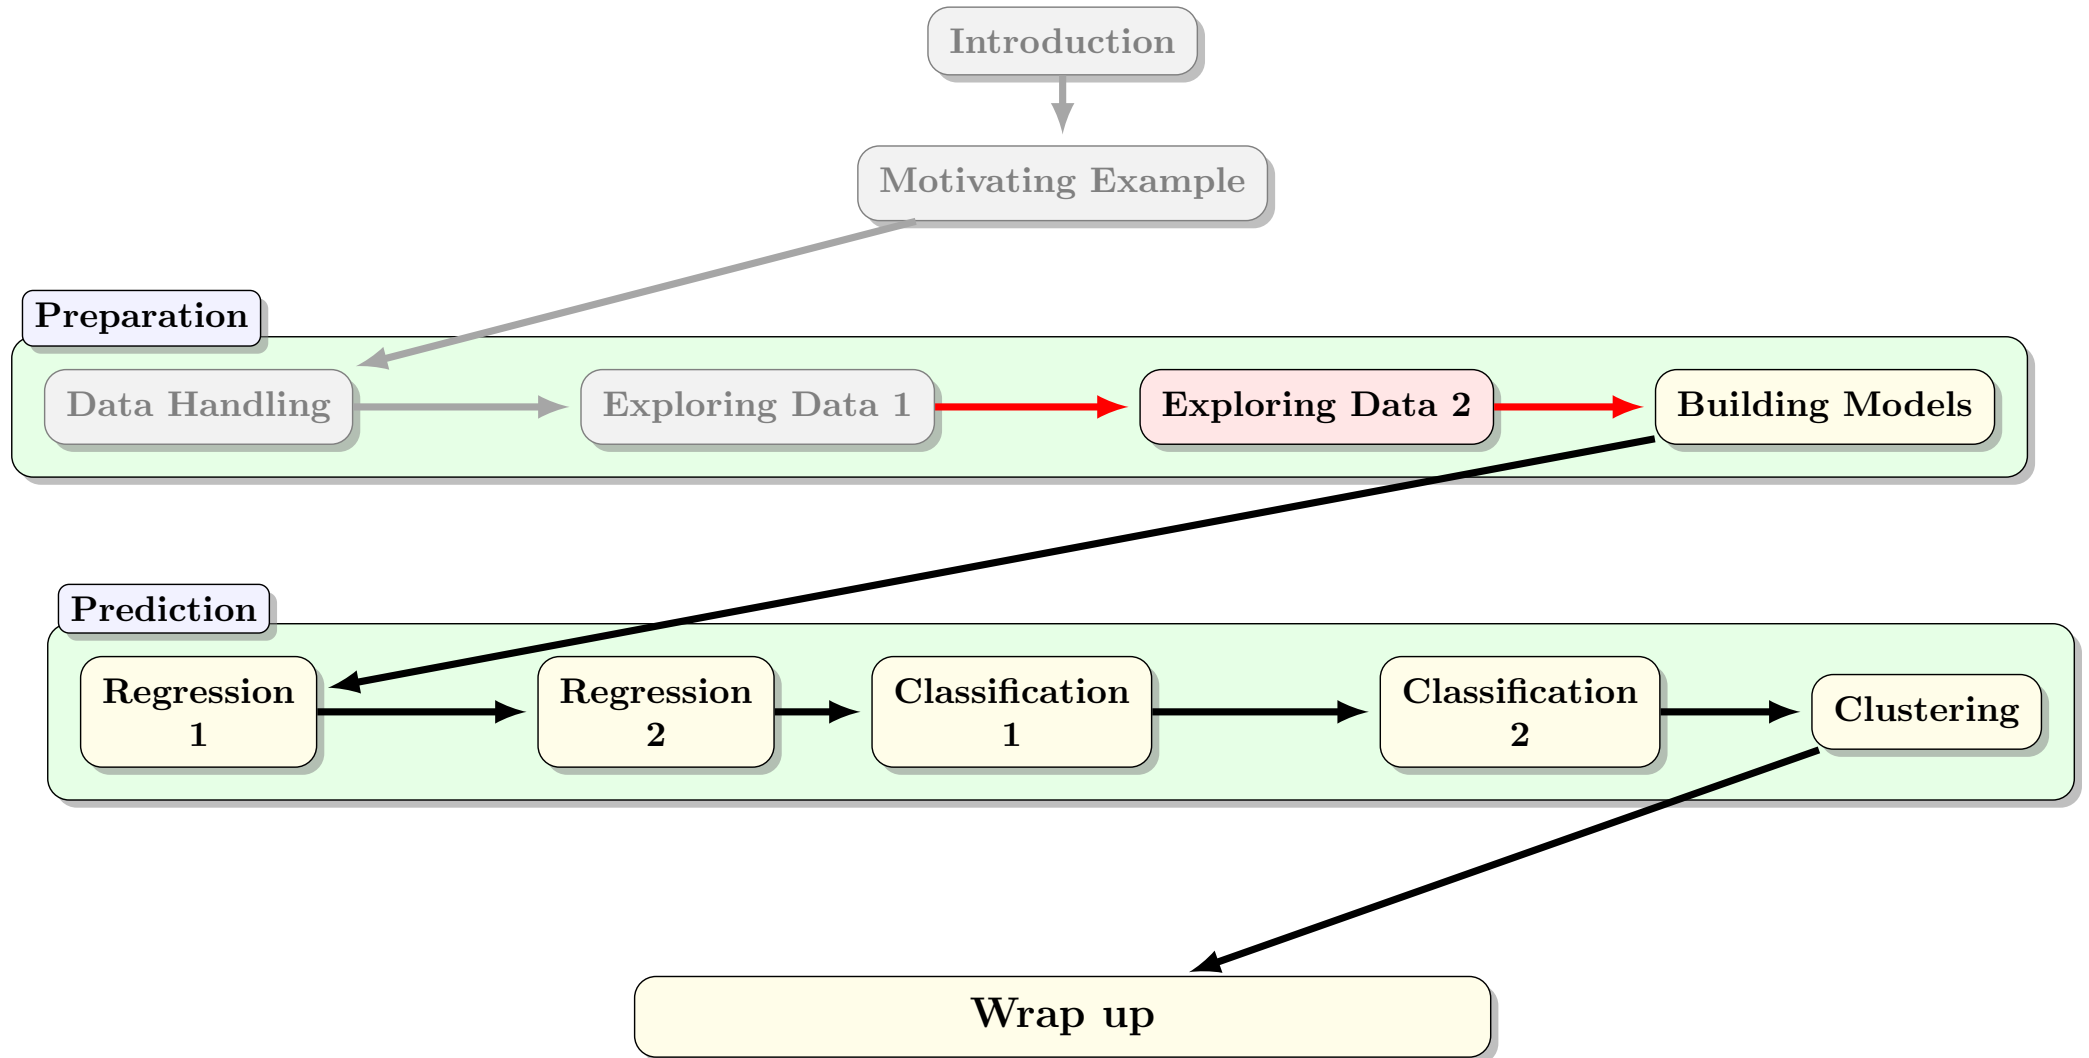 Introduction
Motivating Example
Preparation
Data Handling
Exploring Data 1
Exploring Data 2
Building Models
Prediction
Regression
1
Regression
2
Classification
1
Classification
2
Clustering
Wrap up